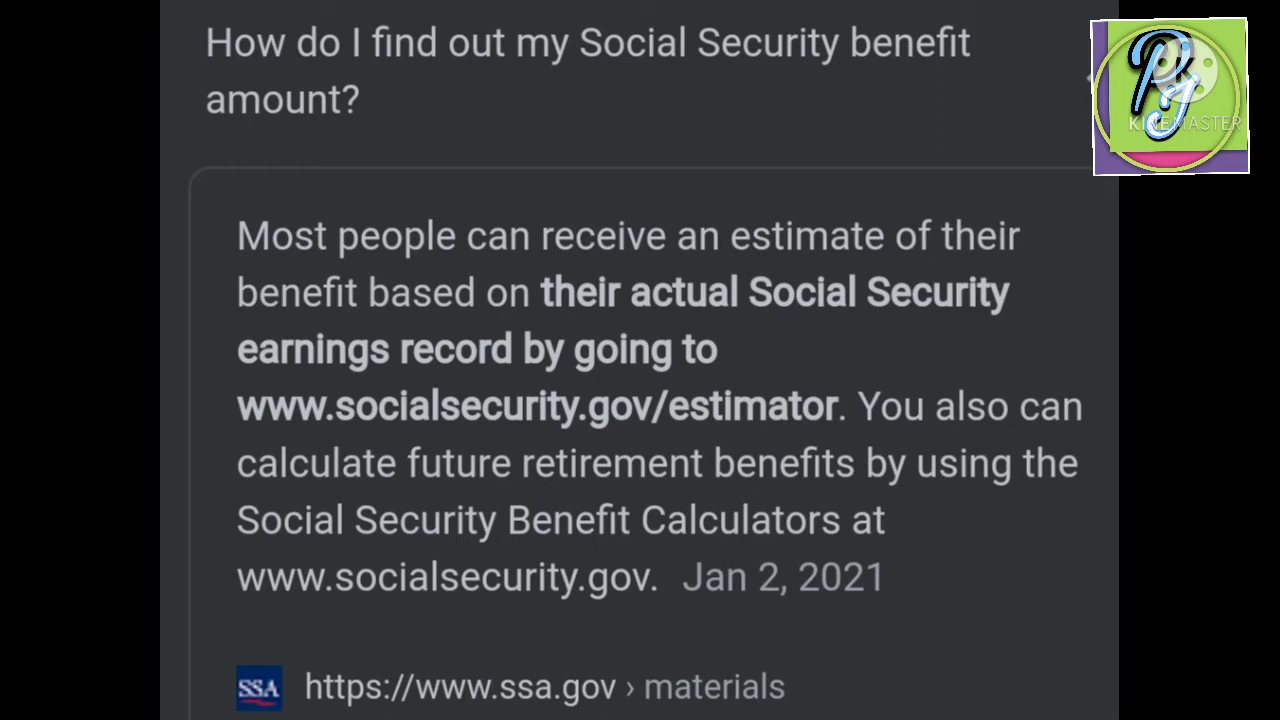 How do I find out my Social Security benefit
amount?
KINEMASTER
Most people can receive an estimate of their
benefit based on their actual Social Security
earnings record by going to
www.socialsecurity.gov/estimator. You also can
calculate future retirement benefits by using the
Social Security Benefit Calculators at
www.socialsecurity.gov. Jan 2, 2021
SSA https://www.ssa.gov › materials